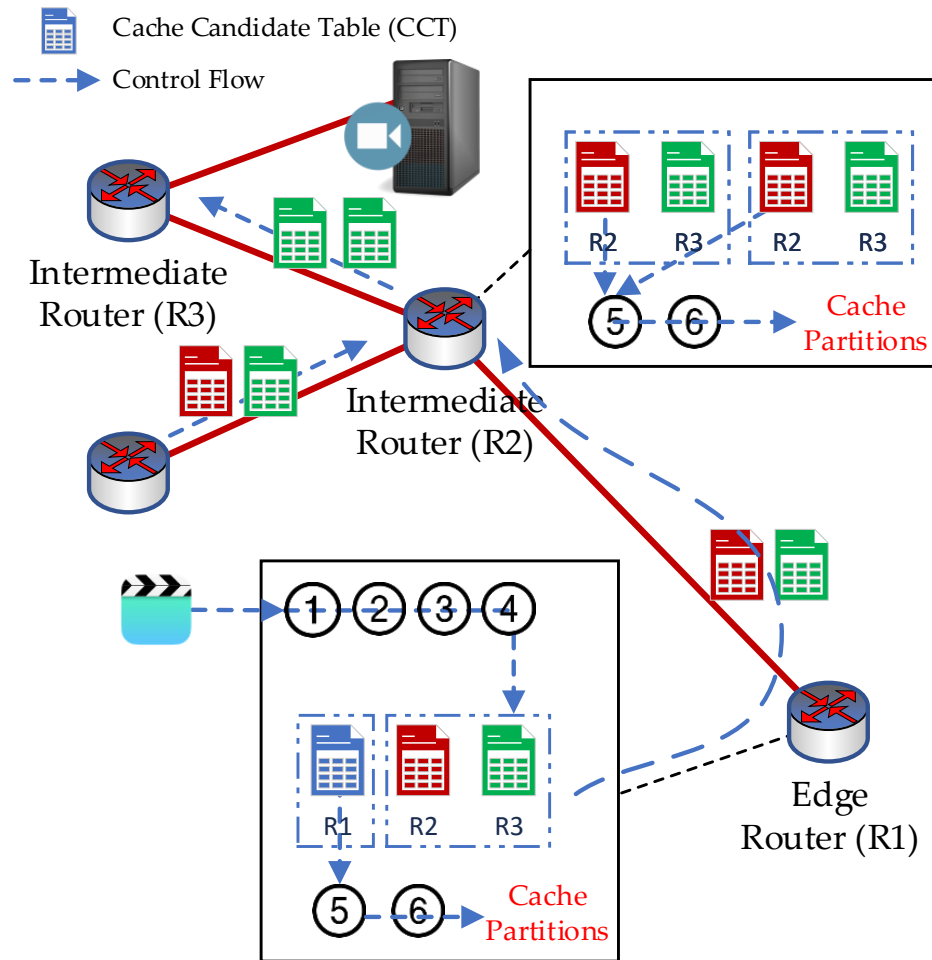 Cache Candidate Table (CCT)
Control Flow
R2
R3
R2
R3
5
6
Cache
Partitions
Intermediate
Router (R3)
Intermediate
Router (R2)
1
2
3
4
R1
R2
R3
5
6
Cache
Partitions
Edge
Router (R1)